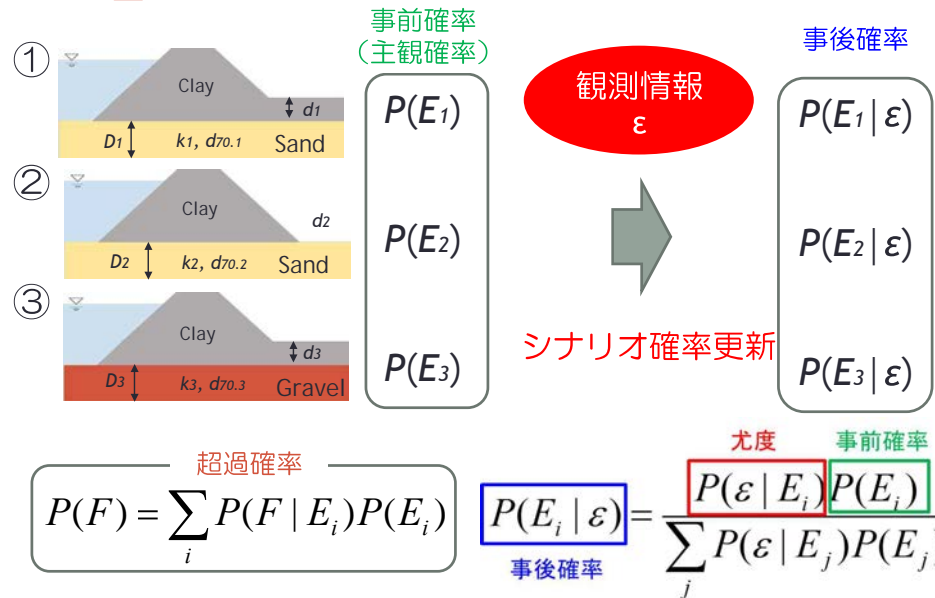 事前確率
(主観確率)
事後確率
①
Clay
d1
D1
k1, d70.1
Sand
P(E1)
観測情報
ε
P(E1 | ε)
②
Clay
d2
D2
k2, d70.2
Sand
P(E2)
P(E2 | ε)
③
Clay
d3
D3
k3, d70.3
Gravel
P(E3)
シナリオ確率更新
P(E3 | ε)
超過確率
P(F) = ∑i P(F | Ei)P(Ei)
尤度
事前確率
P(Ei | ε) = P(ε | Ei) P(Ei)
∑j P(ε | Ej)P(Ej)
事後確率